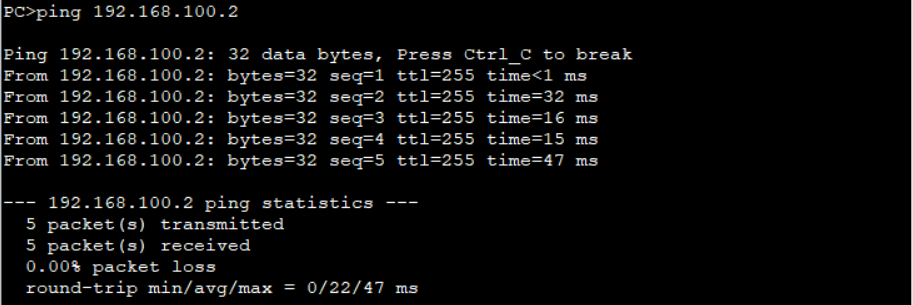 PC>ping 192.168.100.2
Ping 192.168.100.2: 32 data bytes, Press Ctrl_C to break
From 192.168.100.2: bytes=32 seq=1 ttl=255 time<1 ms
From 192.168.100.2: bytes=32 seq=2 ttl=255 time=32 ms
From 192.168.100.2: bytes=32 seq=3 ttl=255 time=16 ms
From 192.168.100.2: bytes=32 seq=4 ttl=255 time=15 ms
From 192.168.100.2: bytes=32 seq=5 ttl=255 time=47 ms
--- 192.168.100.2 ping statistics ---
5 packet(s) transmitted
5 packet(s) received
0.00% packet loss
round-trip min/avg/max = 0/22/47 ms